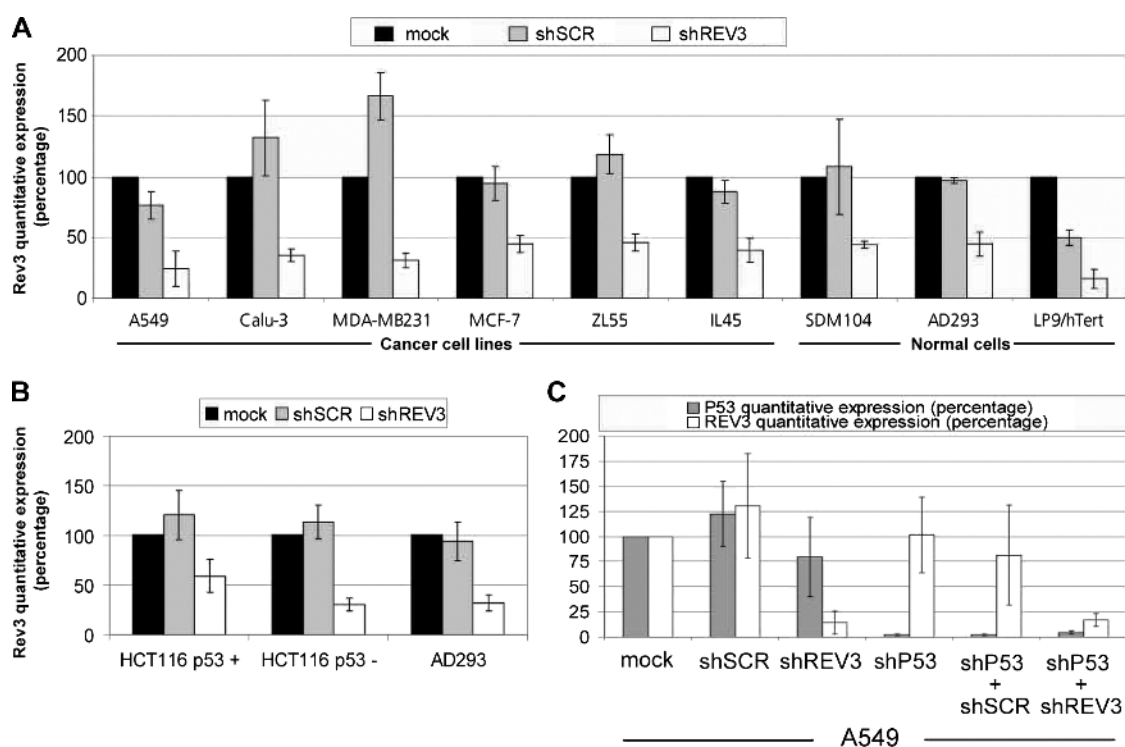 A
mock shSCR shREV3
Rev3 quantitative expression
(percentage)
200
150
100
50
0
A549 Calu-3 MDA-MB231 MCF-7 ZL55 IL45 SDM104 AD293 LP9/hTert
Cancer cell lines Normal cells
B
mock shSCR shREV3
Rev3 quantitative expression
(percentage)
200
150
100
50
0
HCT116 p53 + HCT116 p53 - AD293
C
P53 quantitative expression (percentage)
REV3 quantitative expression (percentage)
200
175
150
125
100
75
50
25
0
mock shSCR shREV3 shP53 shP53 shP53
+ +
shSCR shREV3
A549